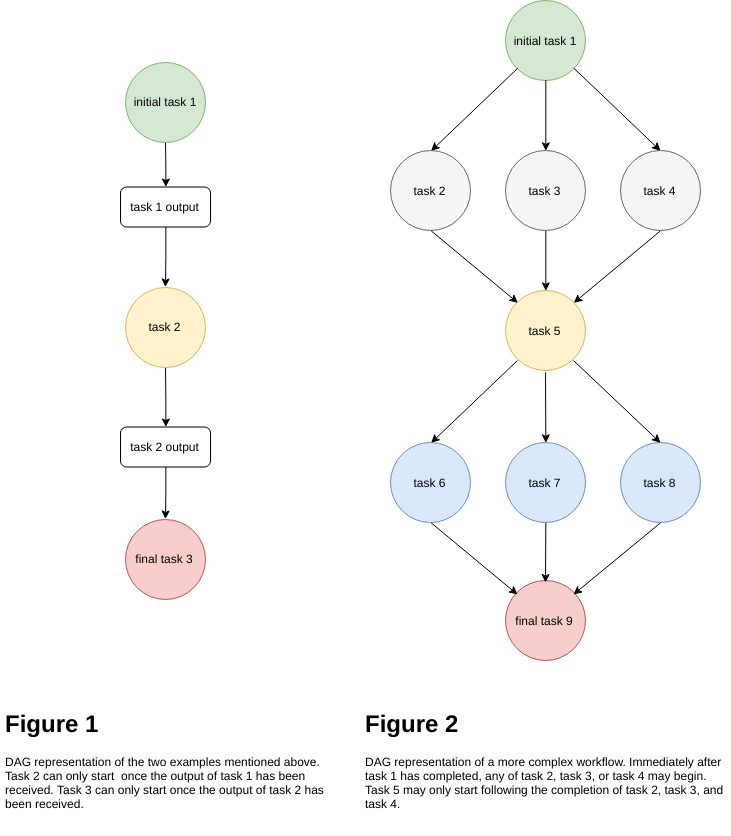 initial task 1
task 1 output
task 2
task 2 output
final task 3
Figure 1
DAG representation of the two examples mentioned above.
Task 2 can only start  once the output of task 1 has been
received. Task 3 can only start once the output of task 2 has
been received.
initial task 1
task 2
task 3
task 4
task 5
task 6
task 7
task 8
final task 9
Figure 2
DAG representation of a more complex workflow. Immediately after
task 1 has completed, any of task 2, task 3, or task 4 may begin.
Task 5 may only start following the completion of task 2, task 3, and
task 4.